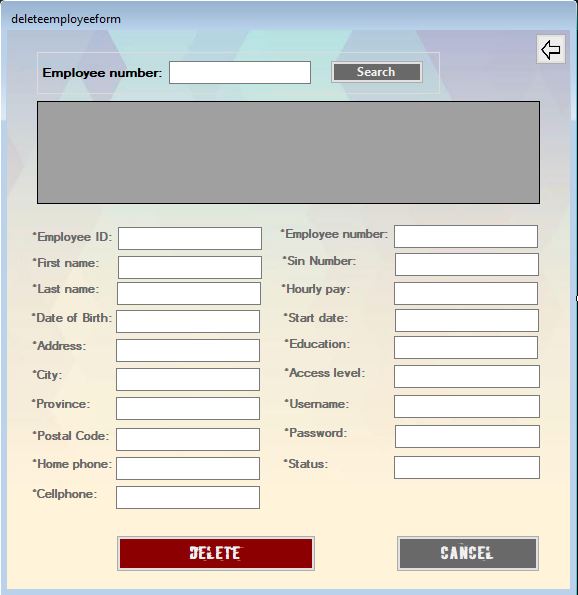 deleteemployeeform
Employee number:
Search
*Employee ID:
*First name:
*Last name:
*Date of Birth:
*Address:
*City:
*Province:
*Postal Code:
*Home phone:
*Cellphone:
*Employee number:
*Sin Number:
*Hourly pay:
*Start date:
*Education:
*Access level:
*Username:
*Password:
*Status:
DELETE
CANCEL